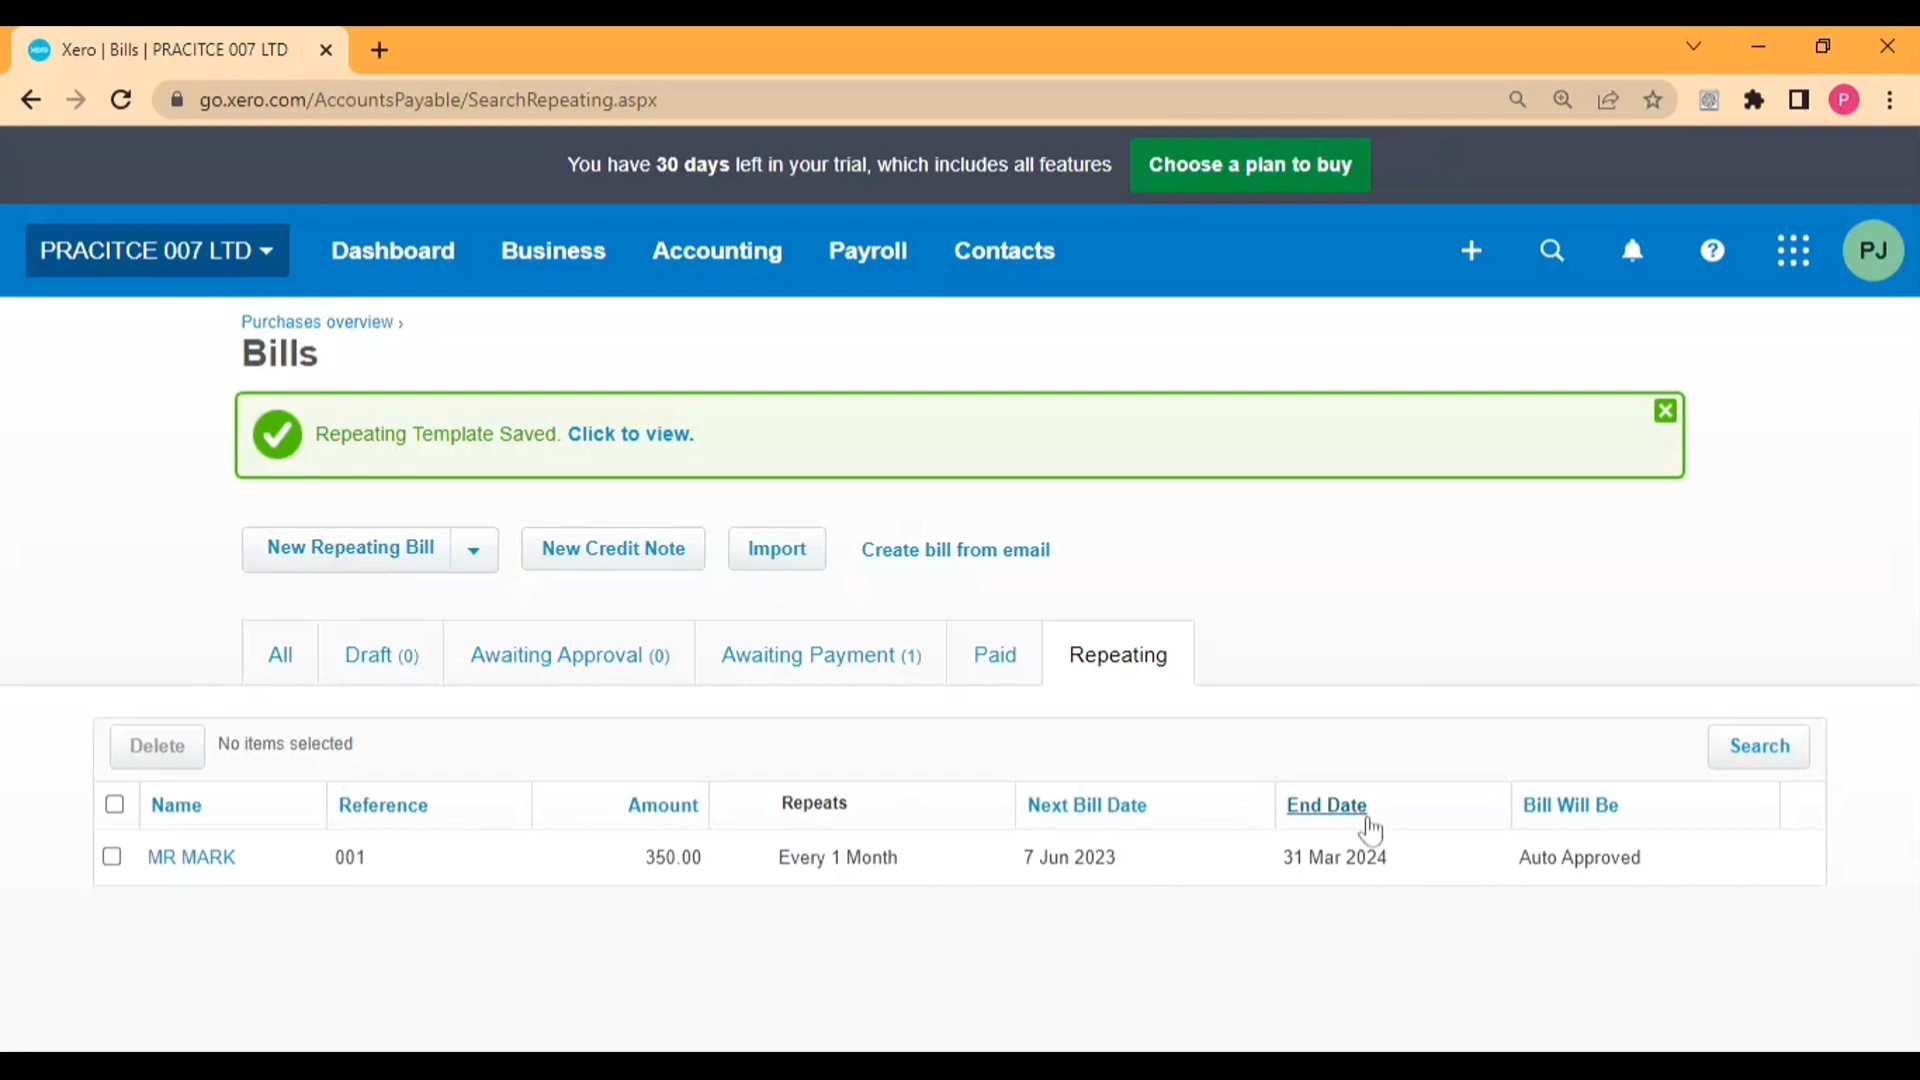 Xero | Bills | PRACITCE 007 LTD
go.xero.com/AccountsPayable/SearchRepeating.aspx
P
You have 30 days left in your trial, which includes all features
Choose a plan to buy
PRACITCE 007 LTD
Dashboard
Business
Accounting
Payroll
Contacts
PJ
Purchases overview ›
Bills
Repeating Template Saved. Click to view.
New Repeating Bill
New Credit Note
Import
Create bill from email
All
Draft (0)
Awaiting Approval (0)
Awaiting Payment (1)
Paid
Repeating
Delete
No items selected
Search
Name Reference Amount Repeats Next Bill Date End Date Bill Will Be
MR MARK 001 350.00 Every 1 Month 7 Jun 2023 31 Mar 2024 Auto Approved